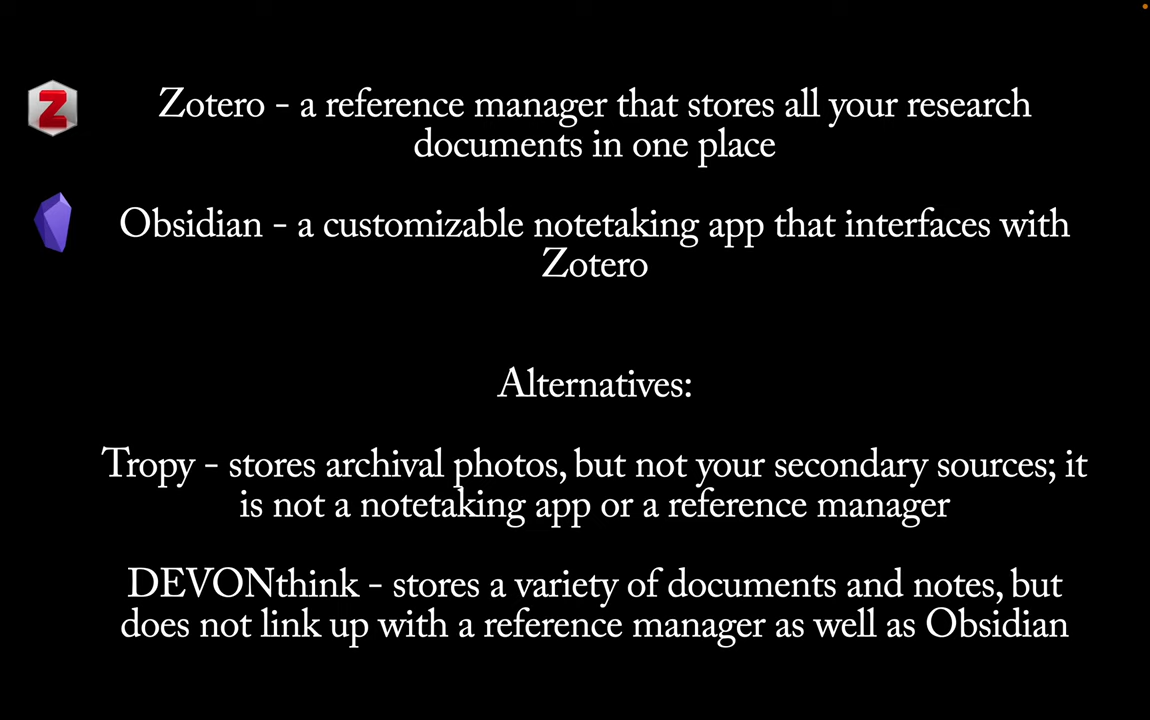 Z
Zotero - a reference manager that stores all your research
documents in one place
Obsidian - a customizable notetaking app that interfaces with
Zotero
Alternatives:
Tropy - stores archival photos, but not your secondary sources; it
is not a notetaking app or a reference manager
DEVONthink - stores a variety of documents and notes, but
does not link up with a reference manager as well as Obsidian